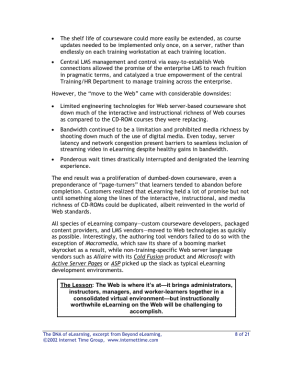 • The shelf life of courseware could more easily be extended, as course
updates needed to be implemented only once, on a server, rather than
endlessly on each training workstation at each training location.
• Central LMS management and control via easy-to-establish Web
connections allowed the promise of the enterprise LMS to reach fruition
in pragmatic terms, and catalyzed a true empowerment of the central
Training/HR Department to manage training across the enterprise.
However, the “move to the Web” came with considerable downsides:
• Limited engineering technologies for Web server-based courseware shot
down much of the interactive and instructional richness of Web courses
as compared to the CD-ROM courses they were replacing.
• Bandwidth continued to be a limitation and prohibited media richness by
shooting down much of the use of digital media. Even today, server
latency and network congestion present barriers to seamless inclusion of
streaming video in eLearning despite healthy gains in bandwidth.
• Ponderous wait times drastically interrupted and denigrated the learning
experience.
The end result was a proliferation of dumbed-down courseware, even a
preponderance of “page-turners” that learners tended to abandon before
completion. Customers realized that eLearning held a lot of promise but not
until something along the lines of the interactive, instructional, and media
richness of CD-ROMs could be duplicated, albeit reinvented in the world of
Web standards.
All species of eLearning company—custom courseware developers, packaged
content providers, and LMS vendors—moved to Web technologies as quickly
as possible. Interestingly, the authoring tool vendors failed to do so with the
exception of Macromedia, which saw its share of a booming market
skyrocket as a result, while non-training-specific Web server language
vendors such as Allaire with its Cold Fusion product and Microsoft with
Active Server Pages or ASP picked up the slack as typical eLearning
development environments.
The Lesson: The Web is where it’s at—it brings administrators,
instructors, managers, and worker-learners together in a
consolidated virtual environment—but instructionally
worthwhile eLearning on the Web will be challenging to
accomplish.
The DNA of eLearning, excerpt from Beyond eLearning, 8 of 21
©2002 Internet Time Group, www.internettime.com